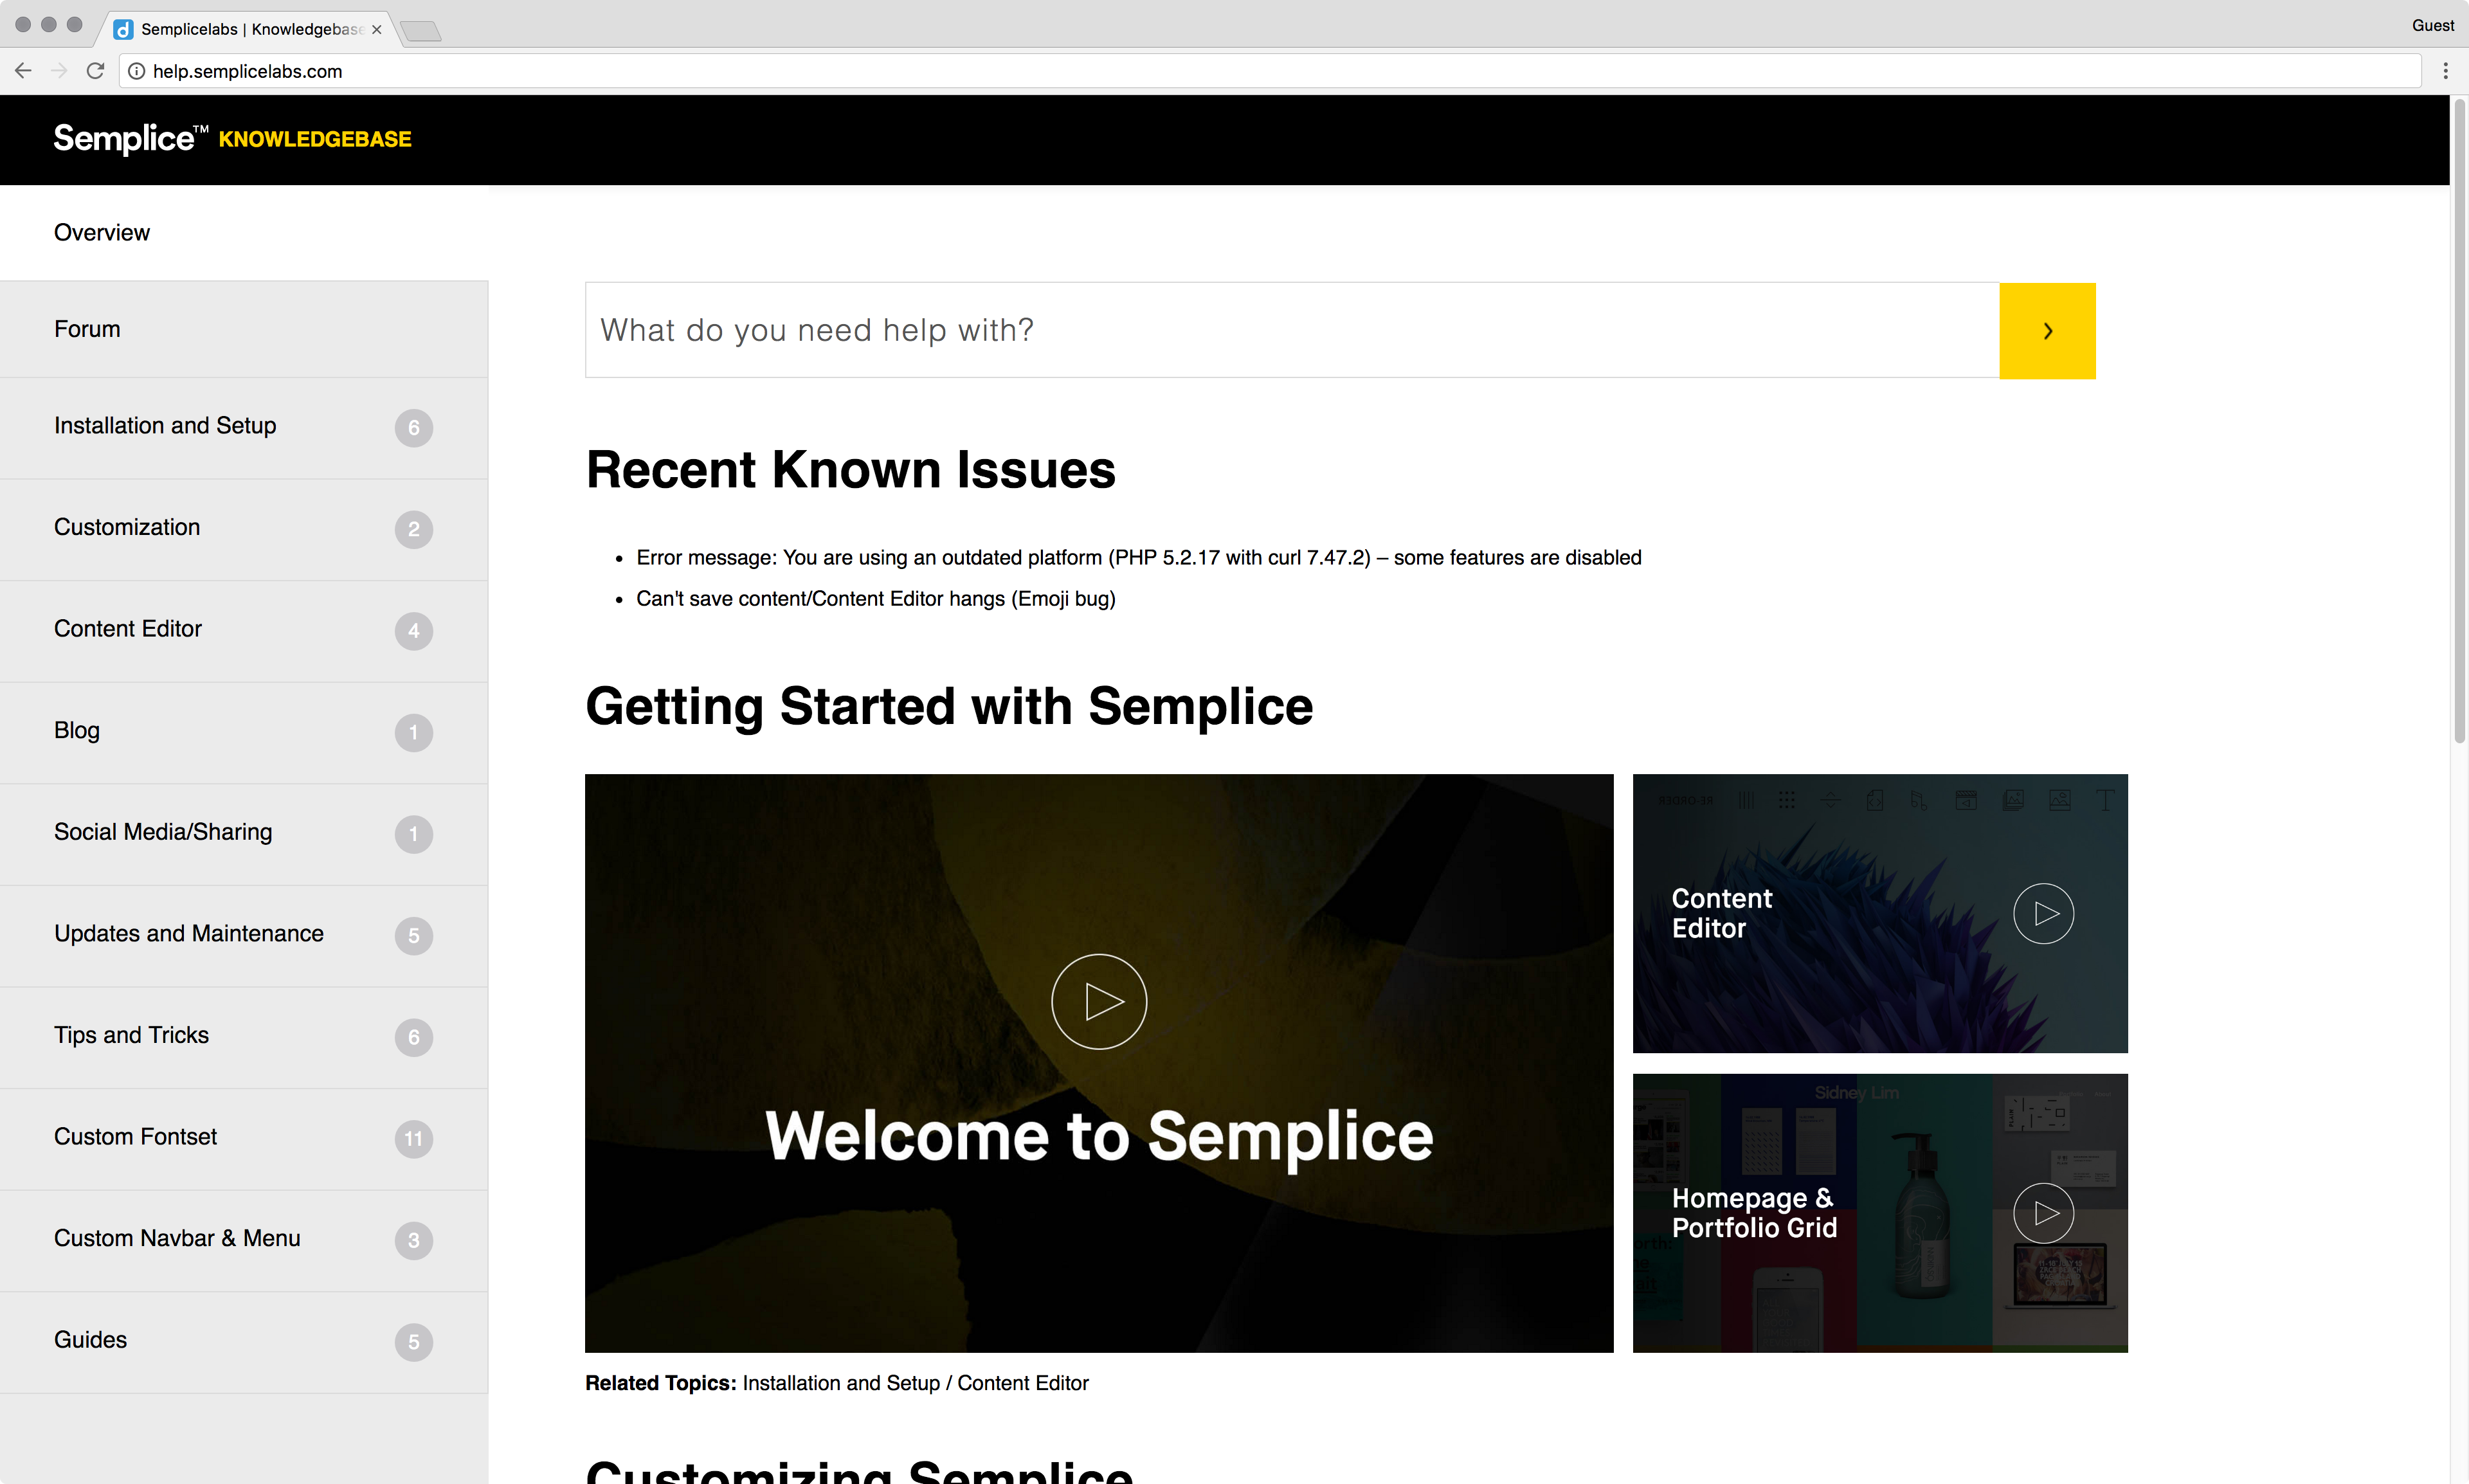 Semplicelabs | Knowledgebase
Guest
help.semplicelabs.com
Semplice™ KNOWLEDGEBASE
Overview
Forum
Installation and Setup 6
Customization 2
Content Editor 4
Blog 1
Social Media/Sharing 1
Updates and Maintenance 5
Tips and Tricks 6
Custom Fontset 11
Custom Navbar & Menu 3
Guides 5
What do you need help with?
Recent Known Issues
• Error message: You are using an outdated platform (PHP 5.2.17 with curl 7.47.2) – some features are disabled
• Can't save content/Content Editor hangs (Emoji bug)
Getting Started with Semplice
Welcome to Semplice
Content
Editor
Sidney Lim
Homepage &
Portfolio Grid
Related Topics: Installation and Setup / Content Editor
Customizing Semplice